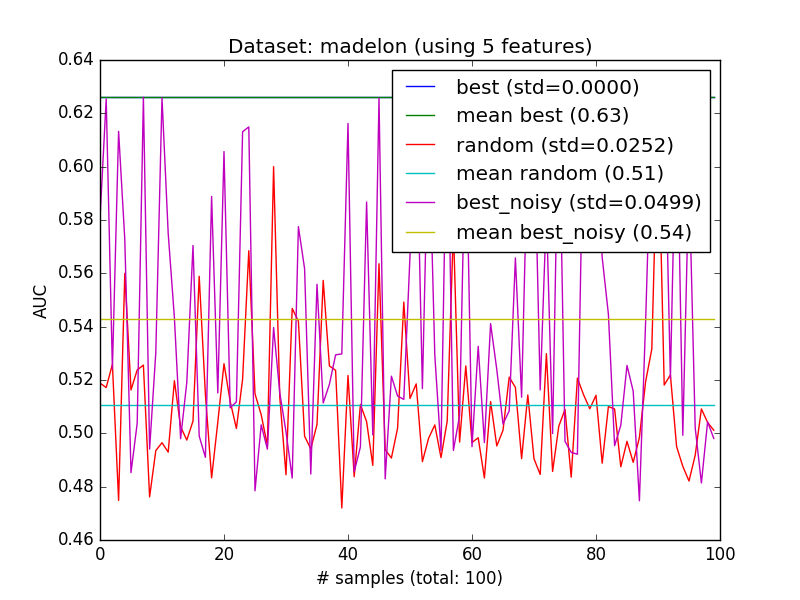 Dataset: madelon (using 5 features)
0.64
0.62
0.60
0.58
0.56
0.54
0.52
0.50
0.48
0.46
AUC
best (std=0.0000)
mean best (0.63)
random (std=0.0252)
mean random (0.51)
best_noisy (std=0.0499)
mean best_noisy (0.54)
0 20 40 60 80 100
# samples (total: 100)